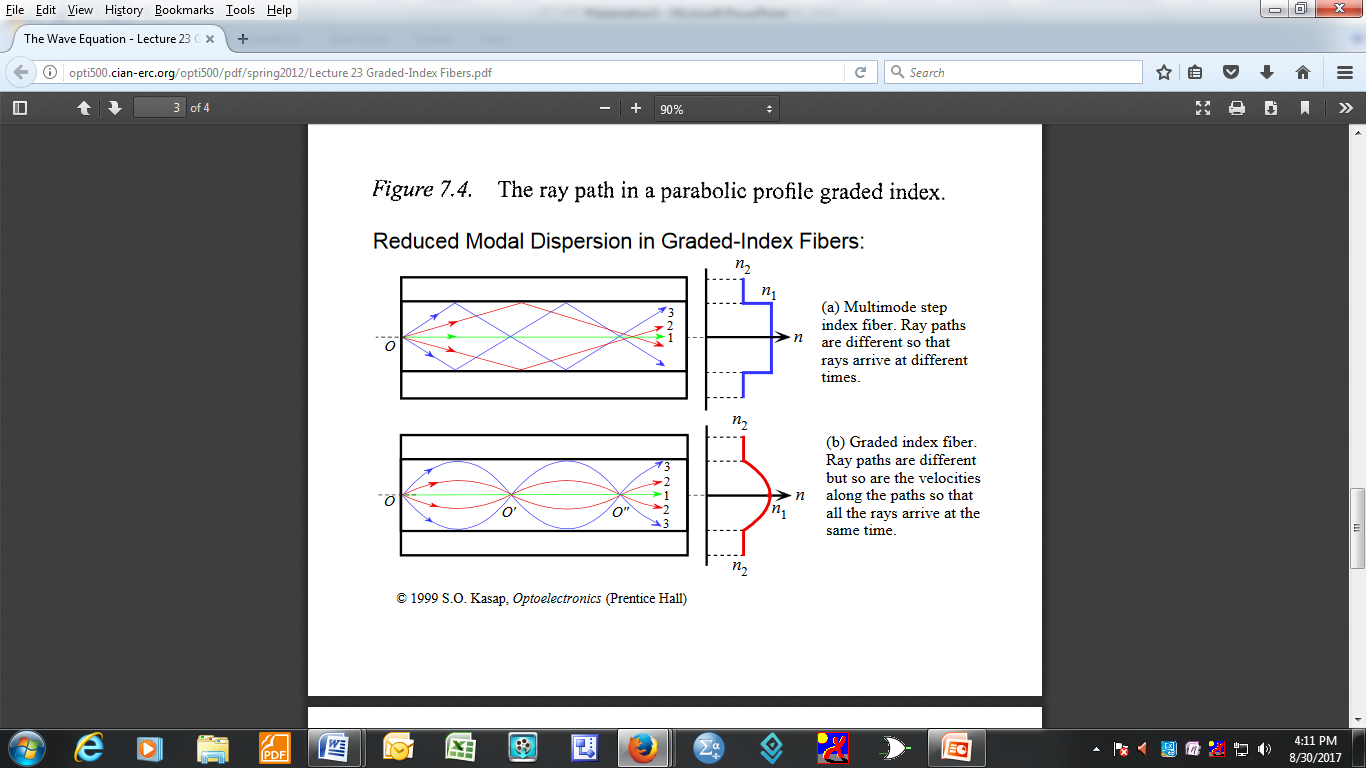 File Edit View History Bookmarks Tools Help
The Wave Equation - Lecture 23
opti500.cian-erc.org/opti500/pdf/spring2012/Lecture 23 Graded-Index Fibers.pdf
Search
3 of 4
90%
Figure 7.4. The ray path in a parabolic profile graded index.
Reduced Modal Dispersion in Graded-Index Fibers:
n2
n1
3
2
1
O
n
(a) Multimode step
index fiber. Ray paths
are different so that
rays arrive at different
times.
n2
3
2
1
2
3
O
O'
O''
n
n1
n2
(b) Graded index fiber.
Ray paths are different
but so are the velocities
along the paths so that
all the rays arrive at the
same time.
© 1999 S.O. Kasap, Optoelectronics (Prentice Hall)
PDF
4:11 PM
8/30/2017